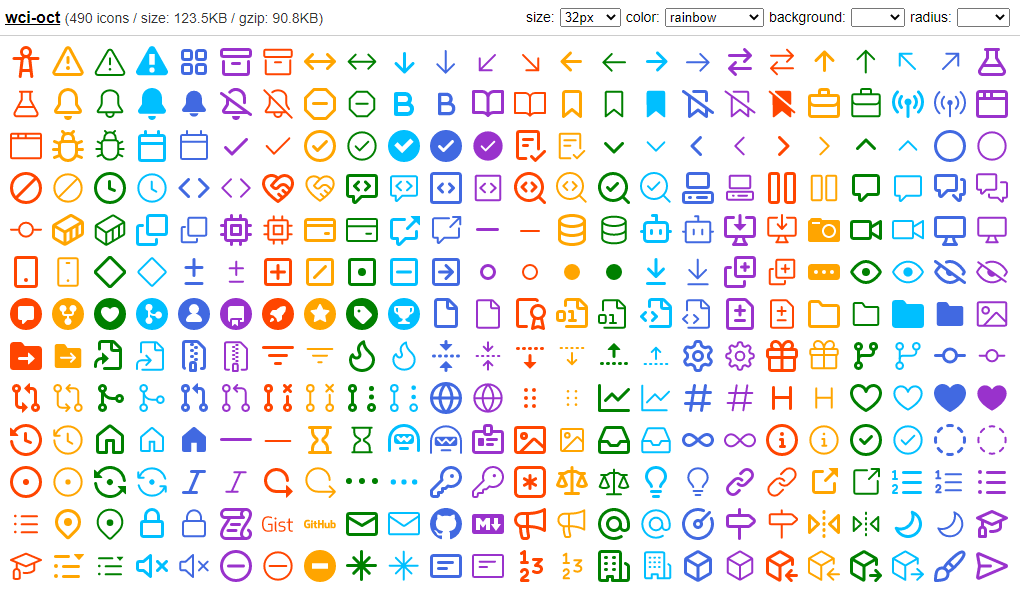 wci-oct (490 icons / size: 123.5KB / gzip: 90.8KB) size: 32px color: rainbow background: radius:
B B
01 01
H H
Gist GitHub M
1 2 3 1 2 3